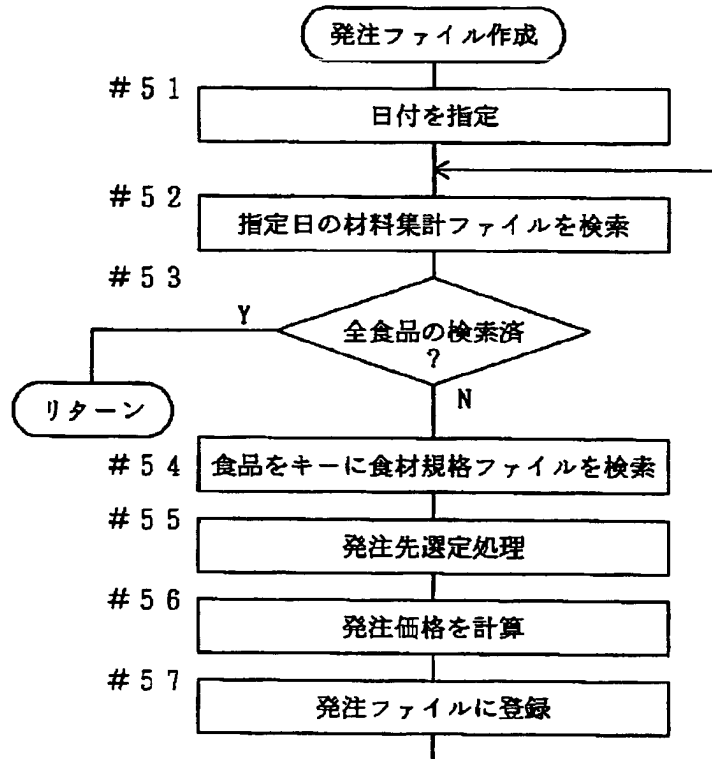 発注ファイル作成
#51
日付を指定
#52
指定日の材料集計ファイルを検索
#53
Y
全食品の検索済
?
リターン
N
#54
食品をキーに食材規格ファイルを検索
#55
発注先選定処理
#56
発注価格を計算
#57
発注ファイルに登録